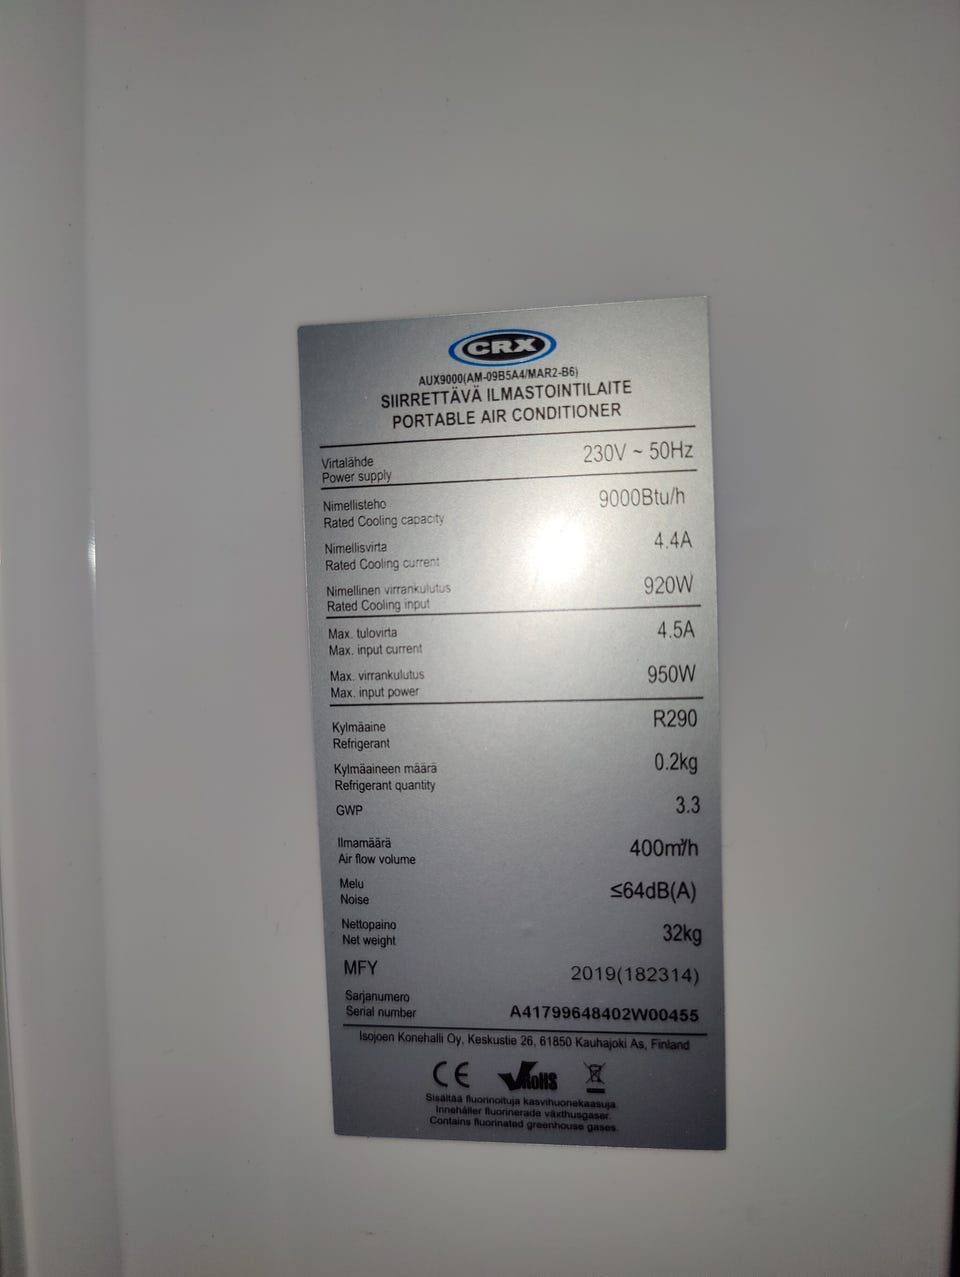 CRX
AUX9000(AM-09B5A4/MAR2-B6)
SIIRRETTÄVÄ ILMASTOINTILAITE
PORTABLE AIR CONDITIONER
Virtalähde
Power supply
230V ~ 50Hz
Nimellisteho
Rated Cooling capacity
9000Btu/h
Nimellisvirta
Rated Cooling current
4.4A
Nimellinen virrankulutus
Rated Cooling input
920W
Max. tulovirta
Max. input current
4.5A
Max. virrankulutus
Max. input power
950W
Kylmäaine
Refrigerant
R290
Kylmäaineen määrä
Refrigerant quantity
0.2kg
GWP 3.3
Ilmamäärä
Air flow volume
400m³/h
Melu
Noise
≤64dB(A)
Nettopaino
Net weight
32kg
MFY 2019(182314)
Sarjanumero
Serial number
A41799648402W00455
Isojoen Konehalli Oy, Keskustie 26, 61850 Kauhajoki As, Finland
CE RoHS
Sisältää fluorinoituja kasvihuonekaasuja.
Innehåller fluorinerade växthusgaser.
Contains fluorinated greenhouse gases.